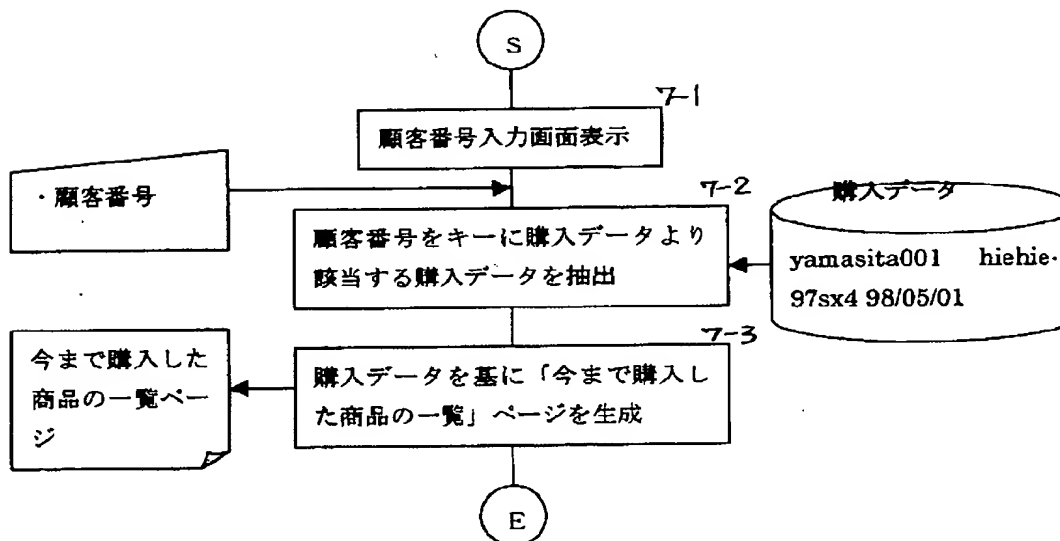 S
7-1
顧客番号入力画面表示
・顧客番号
7-2
顧客番号をキーに購入データより
該当する購入データを抽出
購入データ
yamasita001 hiehie-
97sx4 98/05/01
7-3
購入データを基に「今まで購入し
た商品の一覧」ページを生成
今まで購入した
商品の一覧ペー
ジ
E